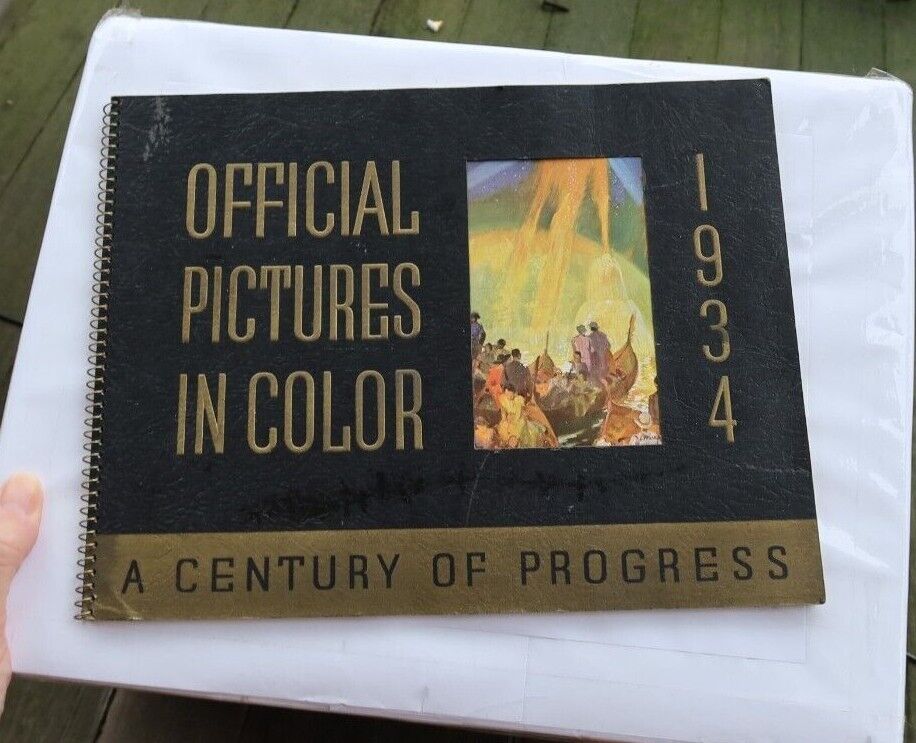 OFFICIAL
PICTURES
IN COLOR
1934
A CENTURY OF PROGRESS